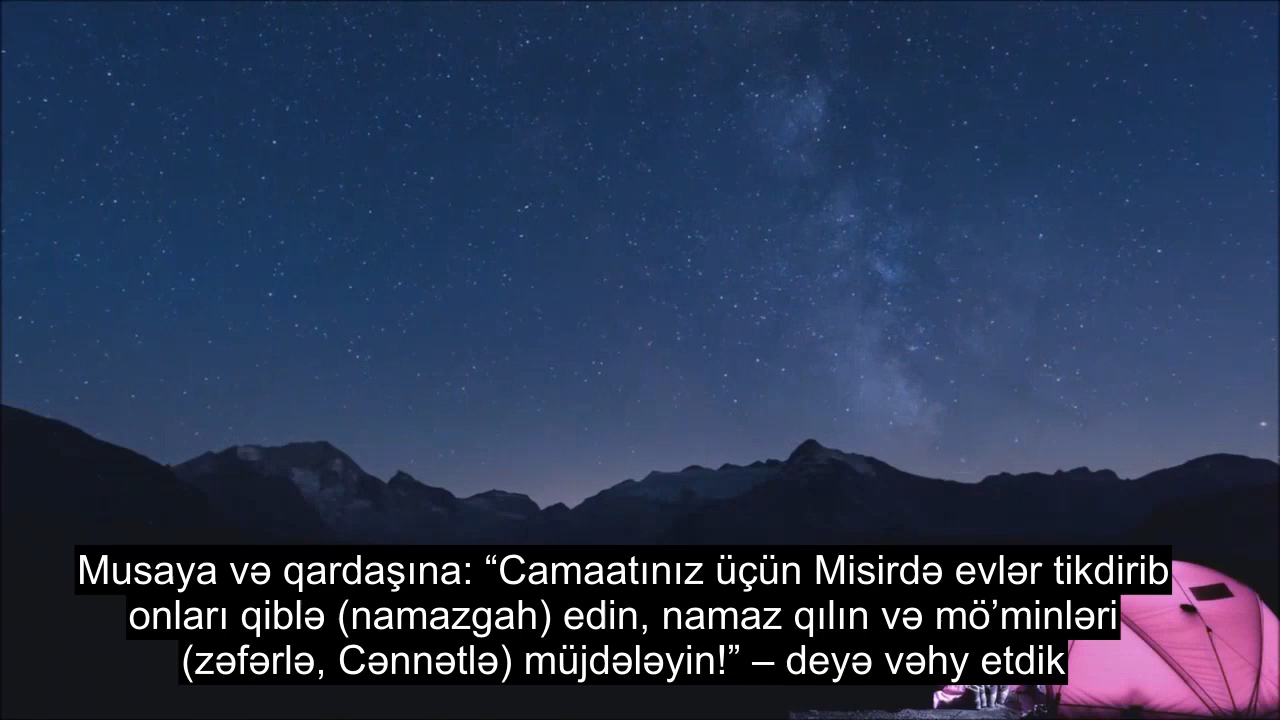 Musaya və qardaşına: “Camaatınız üçün Misirdə evlər tikdirib
onları qiblə (namazgah) edin, namaz qılın və mö’minləri
(zəfərlə, Cənnətlə) müjdələyin!” – deyə vəhy etdik